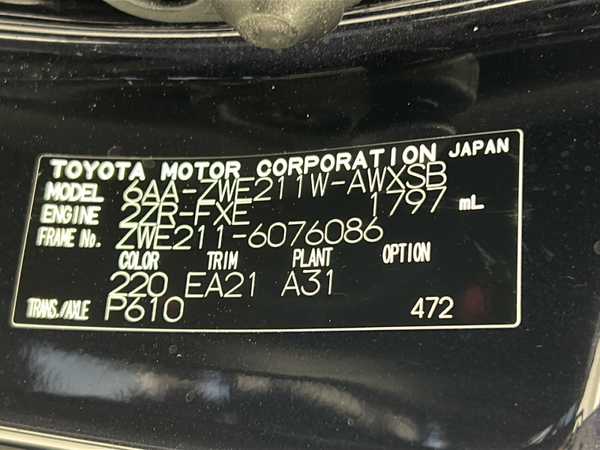 TOYOTA MOTOR CORPORATION JAPAN
MODEL 6AA-ZWE211W-AWXSB
ENGINE 2ZR-FXE 1797 mL
FRAME No. ZWE211-6076086
COLOR TRIM PLANT OPTION
220 EA21 A31
TRANS./AXLE P610 472